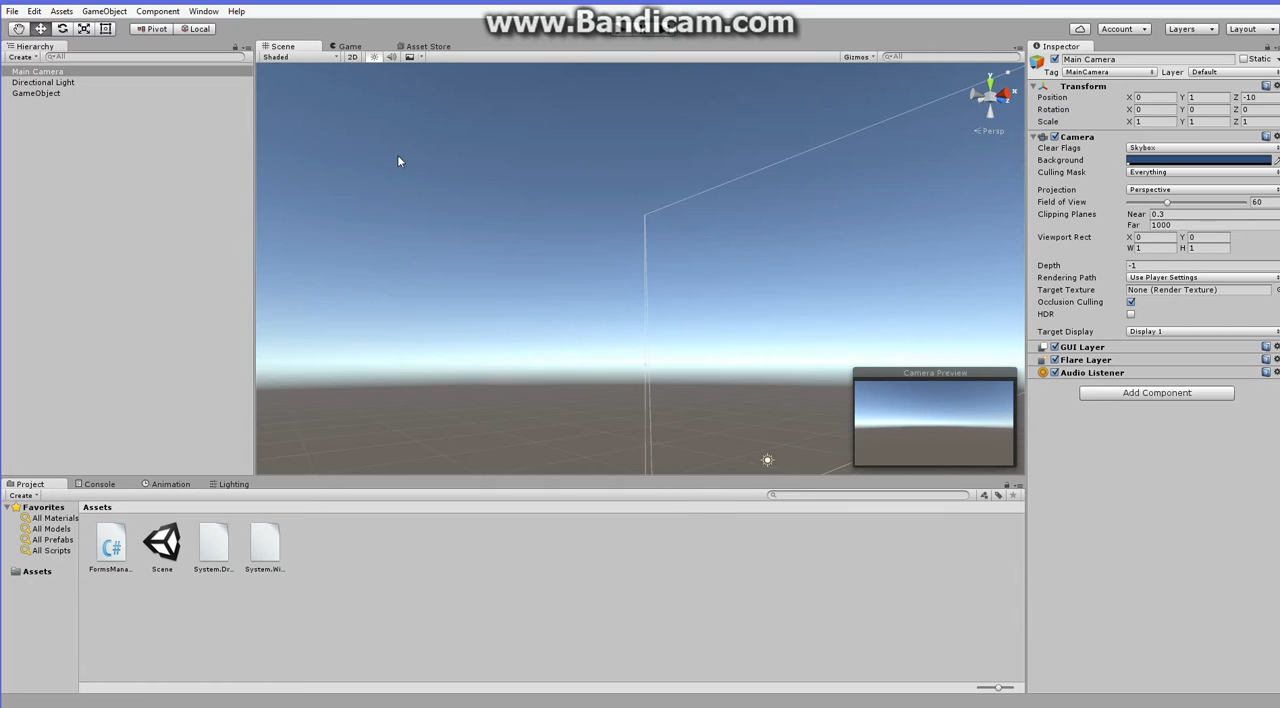 www.Bandicam.com
File Edit Assets GameObject Component Window Help
Pivot Local Account Layers Layout
Hierarchy Scene Game Asset Store Inspector
Create All Shaded 2D Gizmos All
Main Camera Static
Tag MainCamera Layer Default
Main Camera
Directional Light
GameObject
y
x
z
Persp
Transform
Position X 0 Y 1 Z -10
Rotation X 0 Y 0 Z 0
Scale X 1 Y 1 Z 1
Camera
Clear Flags Skybox
Background
Culling Mask Everything
Projection Perspective
Field of View 60
Clipping Planes Near 0.3
Far 1000
Viewport Rect X 0 Y 0
W 1 H 1
Depth -1
Rendering Path Use Player Settings
Target Texture None (Render Texture)
Occlusion Culling
HDR
Target Display Display 1
GUI Layer
Flare Layer
Audio Listener
Add Component
Camera Preview
Project Console Animation Lighting
Create
Favorites
All Materials
All Models
All Prefabs
All Scripts
Assets
Assets
C#
FormsMana... Scene System.Dr... System.Wi...